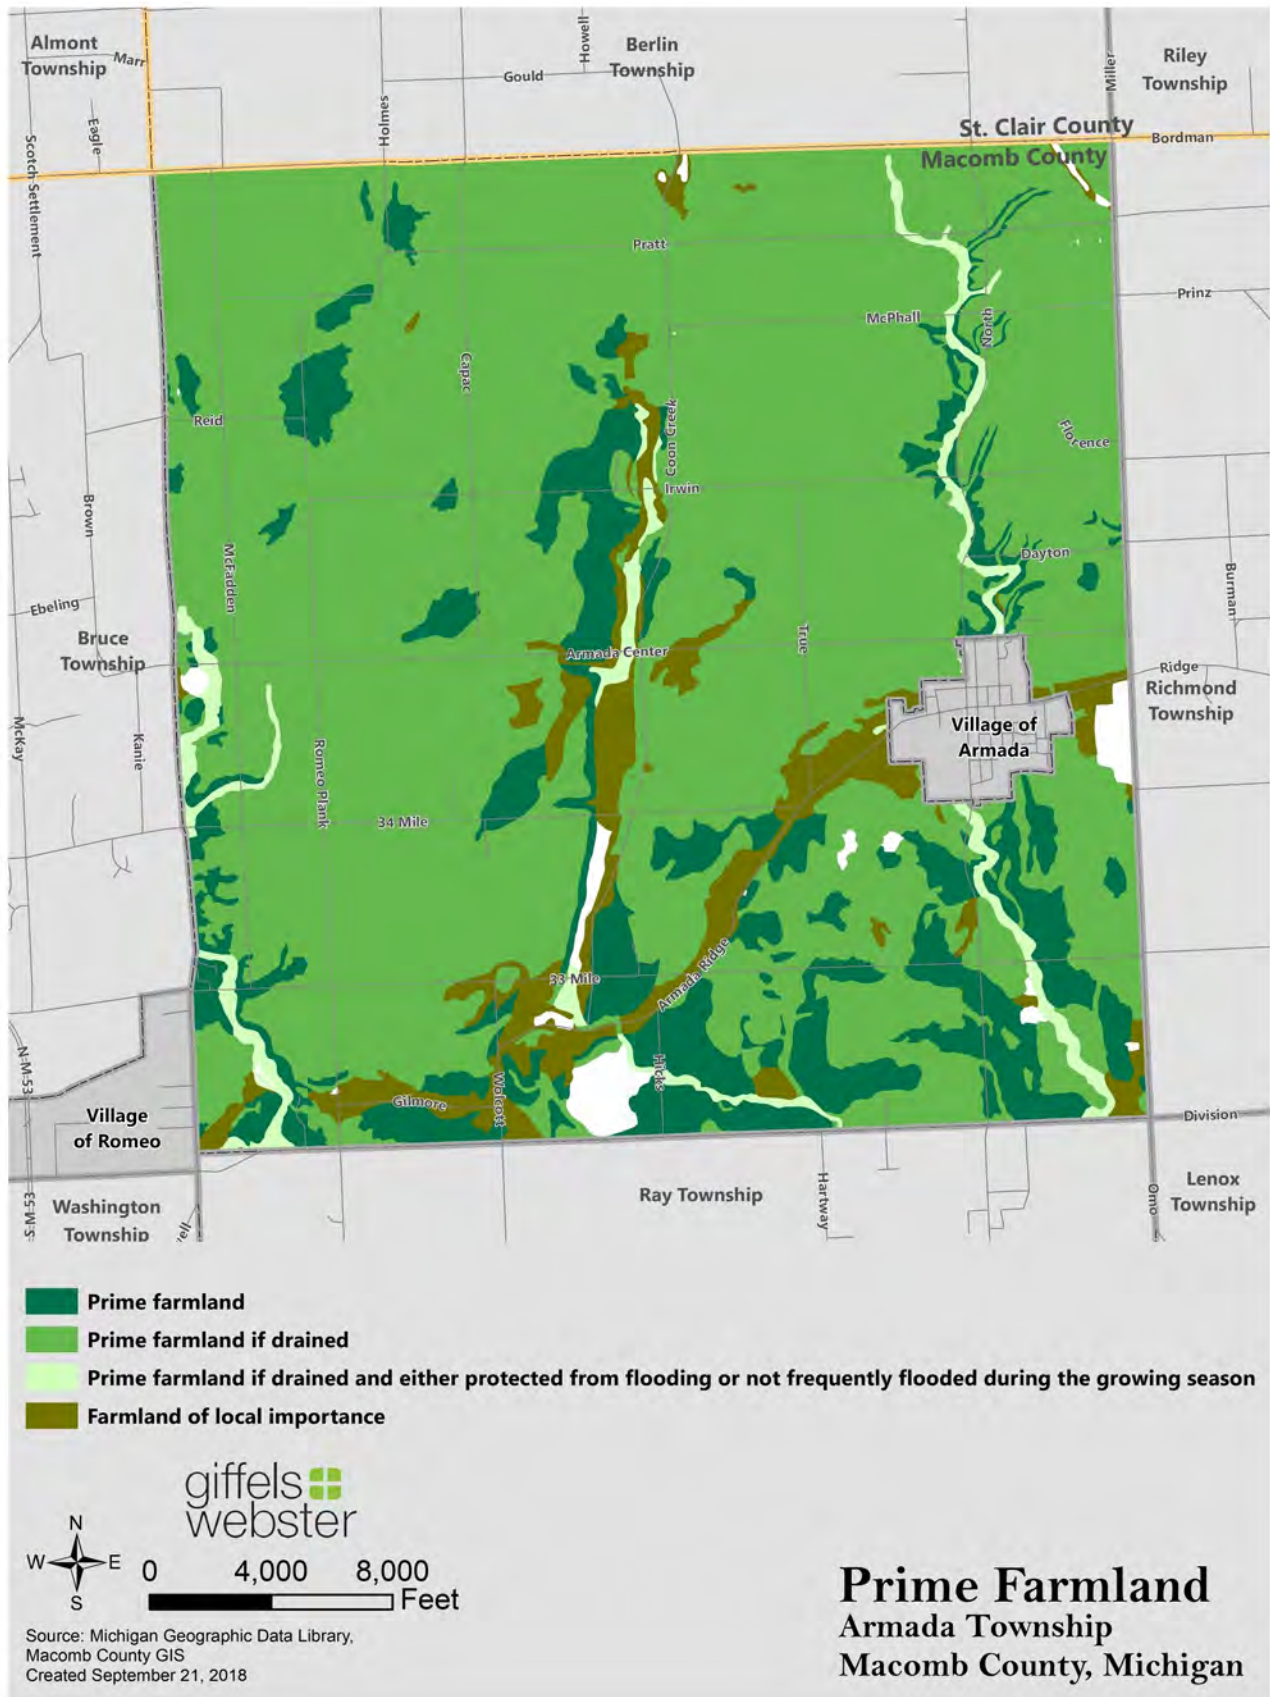 Almont
Township
Marr
Eagle
Scotch Settlement
Holmes
Gould
Howell
Berlin
Township
Miller
Riley
Township
St. Clair County
Macomb County
Bordman
Pratt
Prinz
McPhall
North
Capac
Reid
Coon Creek
Florence
Irwin
Brown
McFadden
Dayton
Burman
Ebeling
Bruce
Township
Armada Center
True
Ridge
Richmond
Township
McKay
Kanie
Romeo Plank
Village of
Armada
34 Mile
33 Mile
Armada Ridge
N M 53
Hicks
Wolcott
Gilmore
Village
of Romeo
Division
Washington
Township
ell
S M 53
Ray Township
Hartway
Omo
Lenox
Township
Prime farmland
Prime farmland if drained
Prime farmland if drained and either protected from flooding or not frequently flooded during the growing season
Farmland of local importance
giffels
webster
N
W E
S
0 4,000 8,000
Feet
Source: Michigan Geographic Data Library,
Macomb County GIS
Created September 21, 2018
Prime Farmland
Armada Township
Macomb County, Michigan